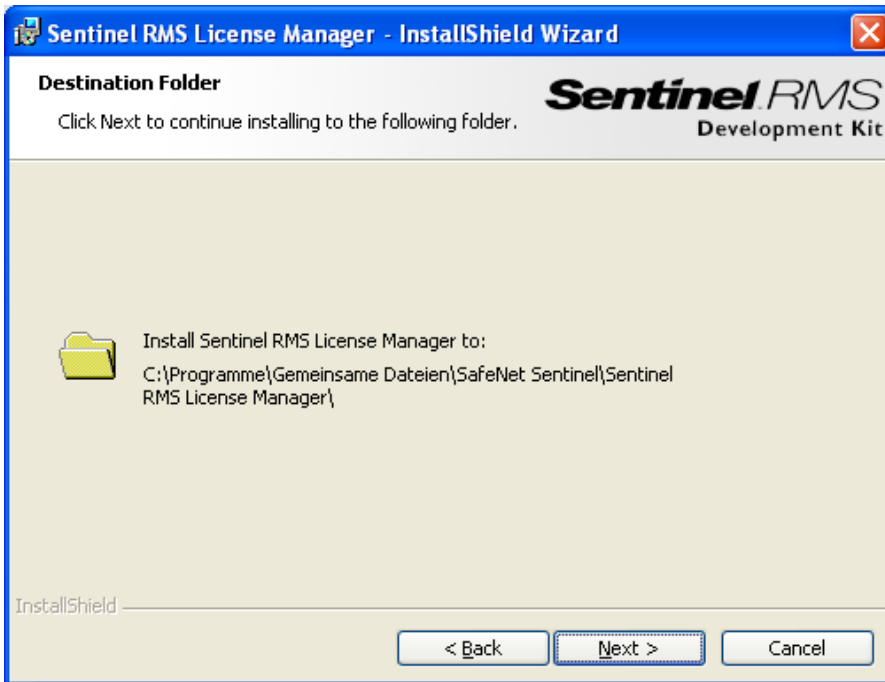 Sentinel RMS License Manager - InstallShield Wizard
Destination Folder
Click Next to continue installing to the following folder.
Sentinel RMS
Development Kit
Install Sentinel RMS License Manager to:
C:\Programme\Gemeinsame Dateien\SafeNet Sentinel\Sentinel
RMS License Manager\
InstallShield
< Back
Next >
Cancel